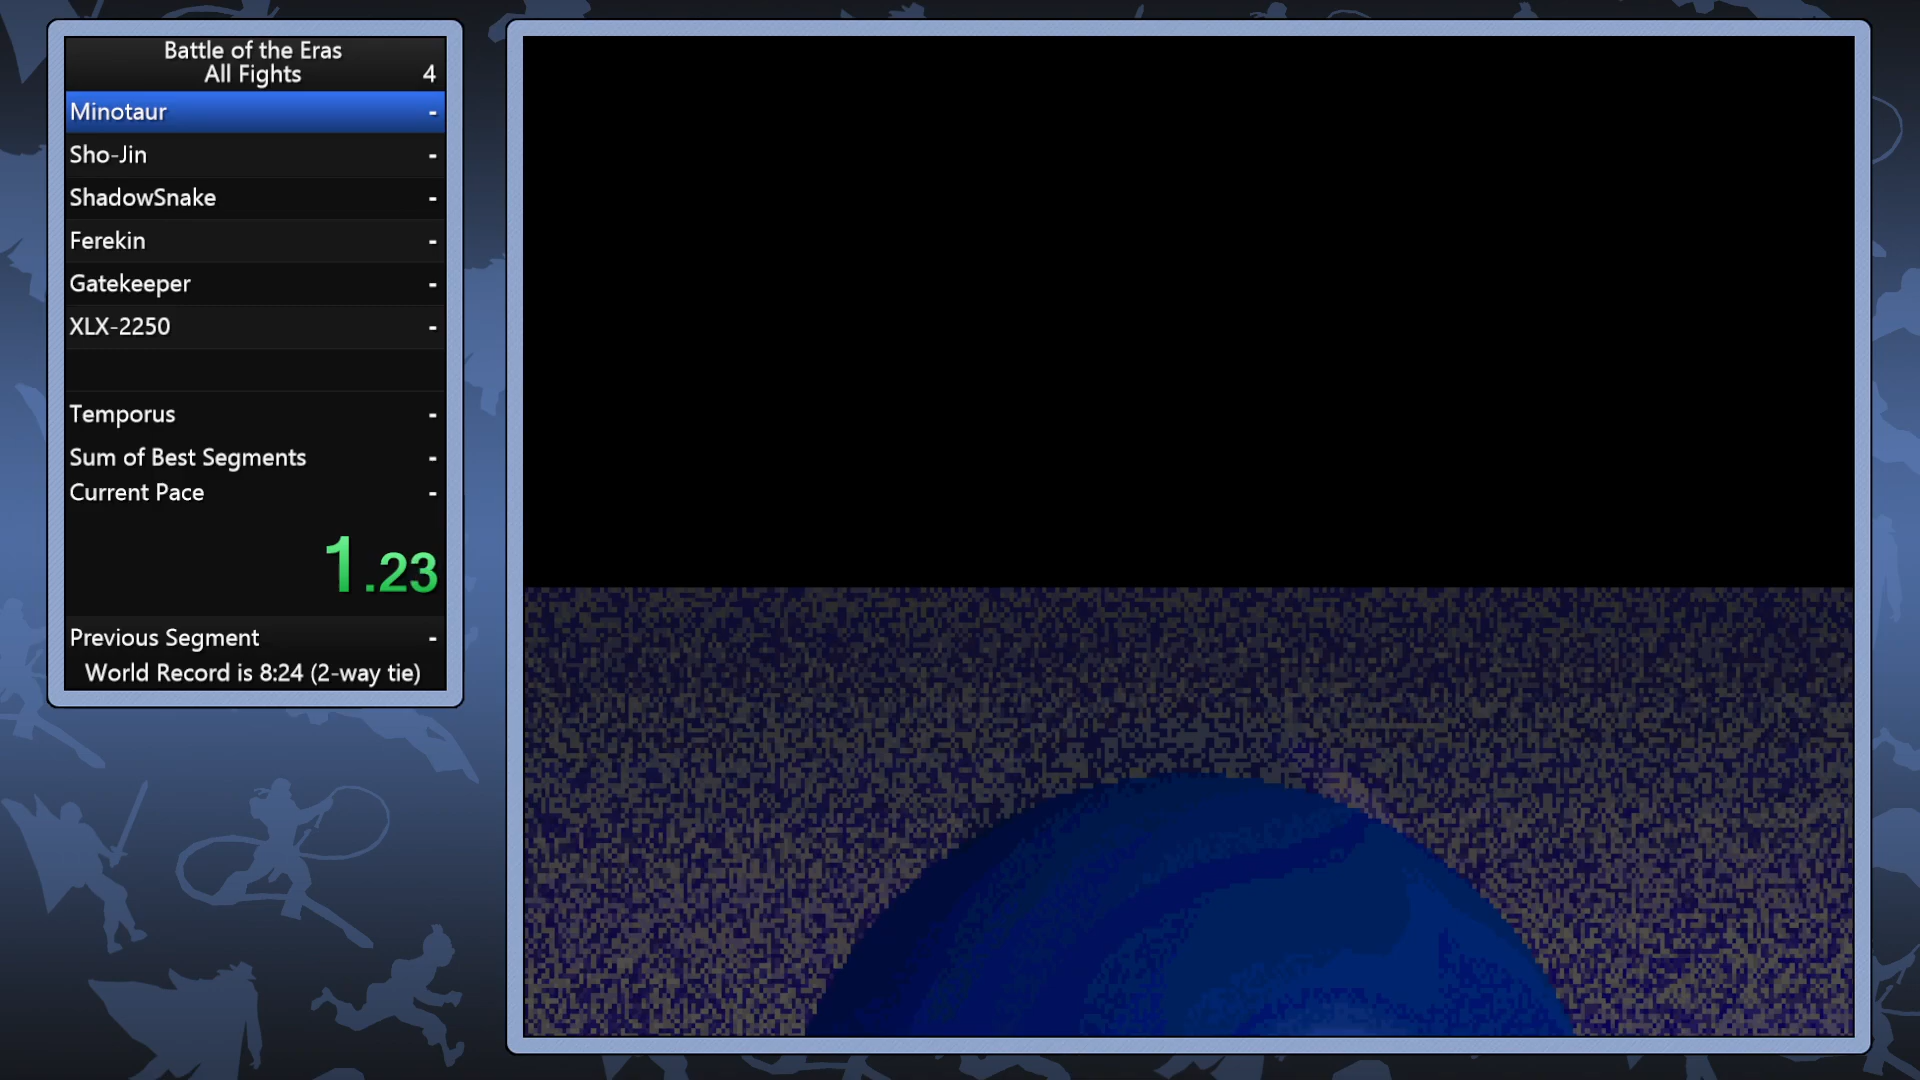 Battle of the Eras
All Fights 4
Minotaur -
Sho-Jin -
ShadowSnake -
Ferekin -
Gatekeeper -
XLX-2250 -
Temporus -
Sum of Best Segments -
Current Pace -
1.23
Previous Segment -
World Record is 8:24 (2-way tie)